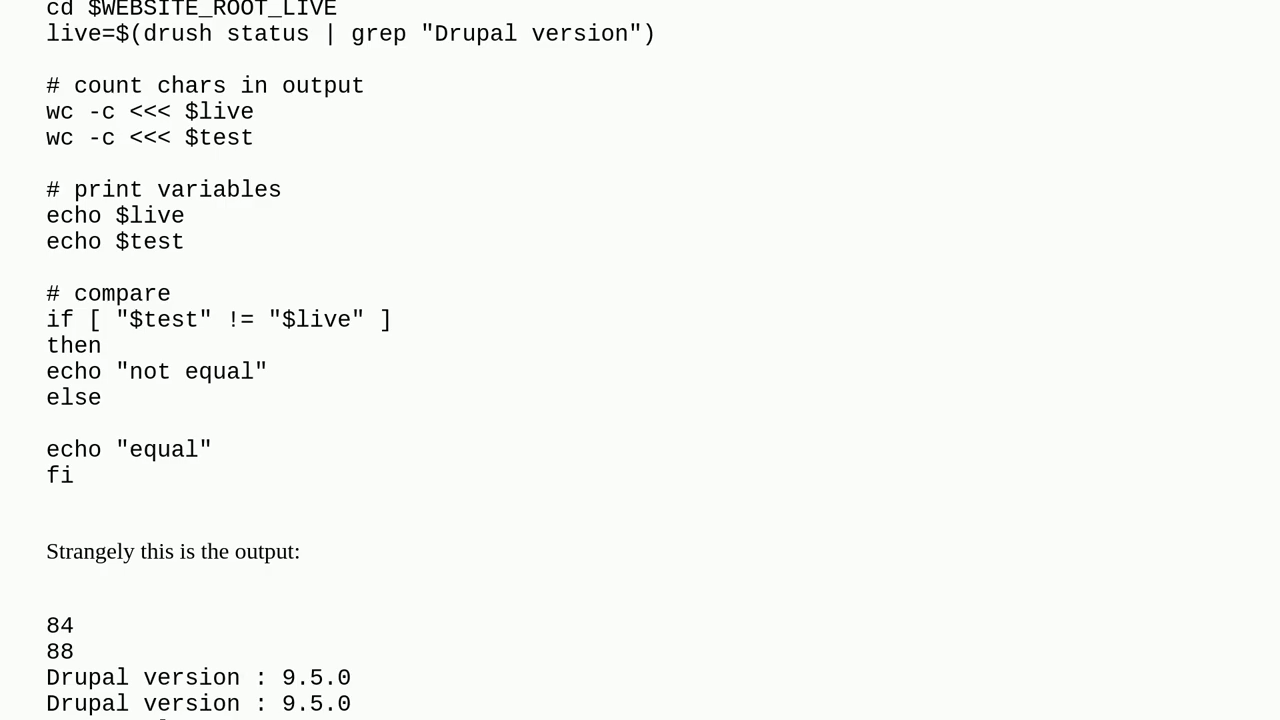 cd $WEBSITE_ROOT_LIVE
live=$(drush status | grep "Drupal version")
# count chars in output
wc -c <<< $live
wc -c <<< $test
# print variables
echo $live
echo $test
# compare
if [ "$test" != "$live" ]
then
echo "not equal"
else
echo "equal"
fi
Strangely this is the output:
84
88
Drupal version : 9.5.0
Drupal version : 9.5.0